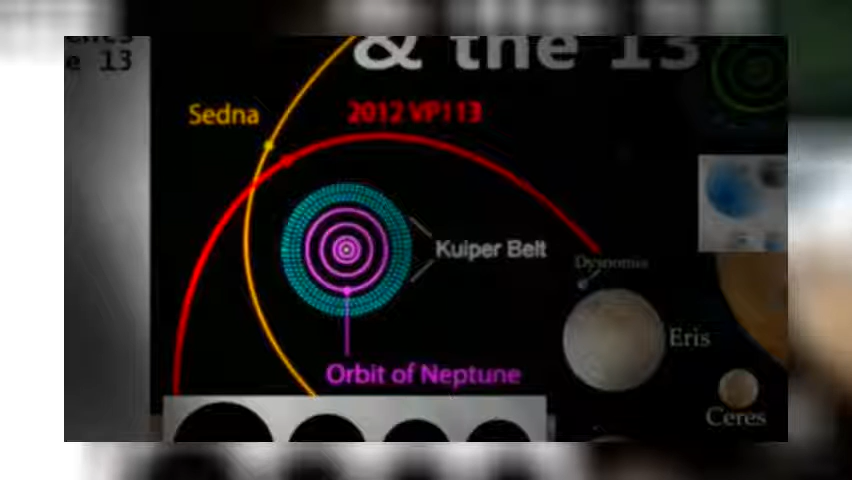 e 13
& the 13
Sedna
2012 VP113
Kuiper Belt
Dysnomia
Eris
Orbit of Neptune
Ceres